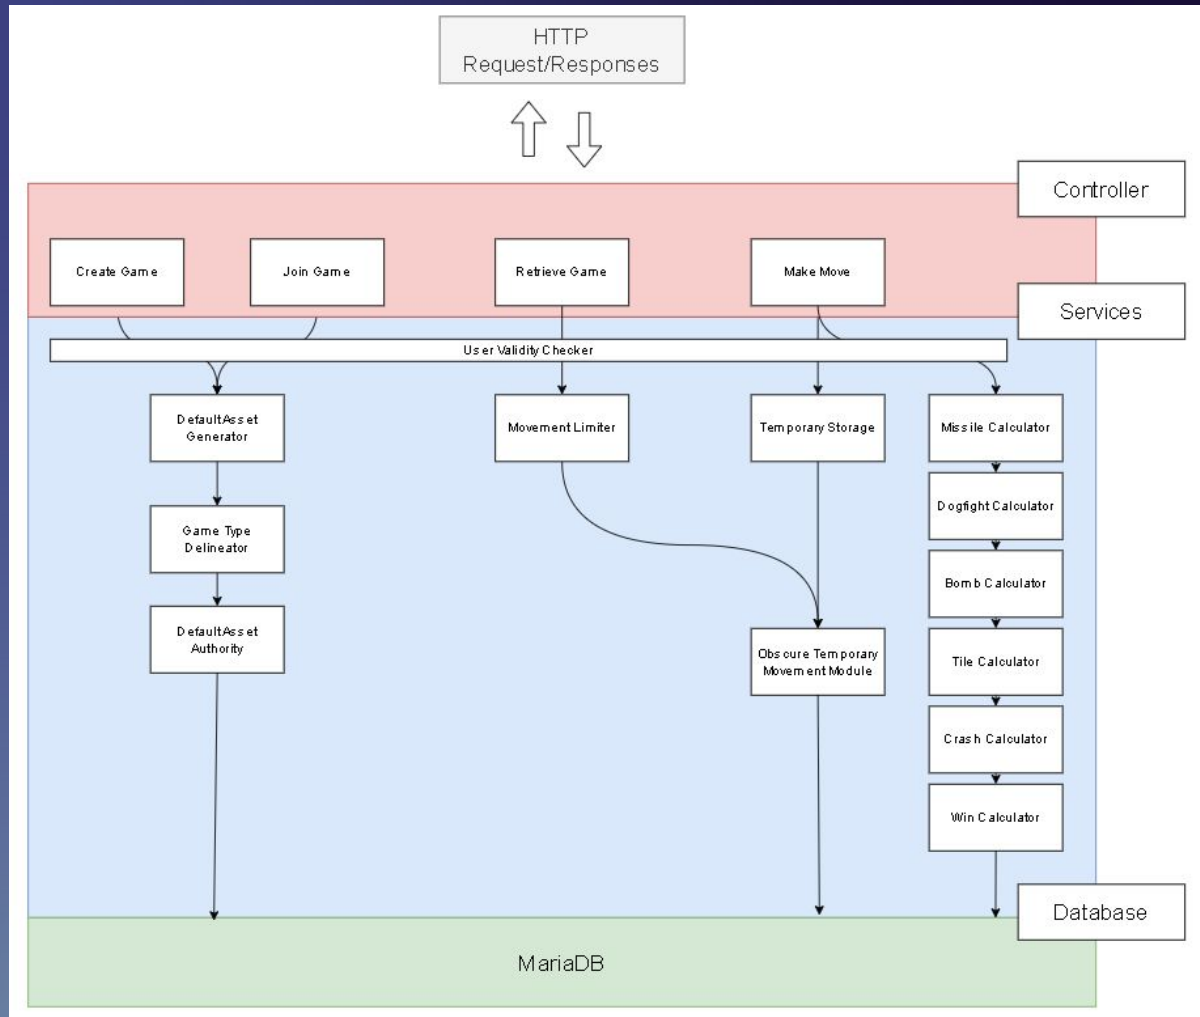 HTTP
Request/Responses
Controller
Create Game
Join Game
Retrieve Game
Make Move
Services
User Validity Checker
DefaultAsset
Generator
Movement Limiter
Temporary Storage
Missile Calculator
Dogfight Calculator
Game Type
Delineator
Bomb Calculator
DefaultAsset
Authority
Obscure Temporary
Movement Module
Tile Calculator
Crash Calculator
Win Calculator
Database
MariaDB